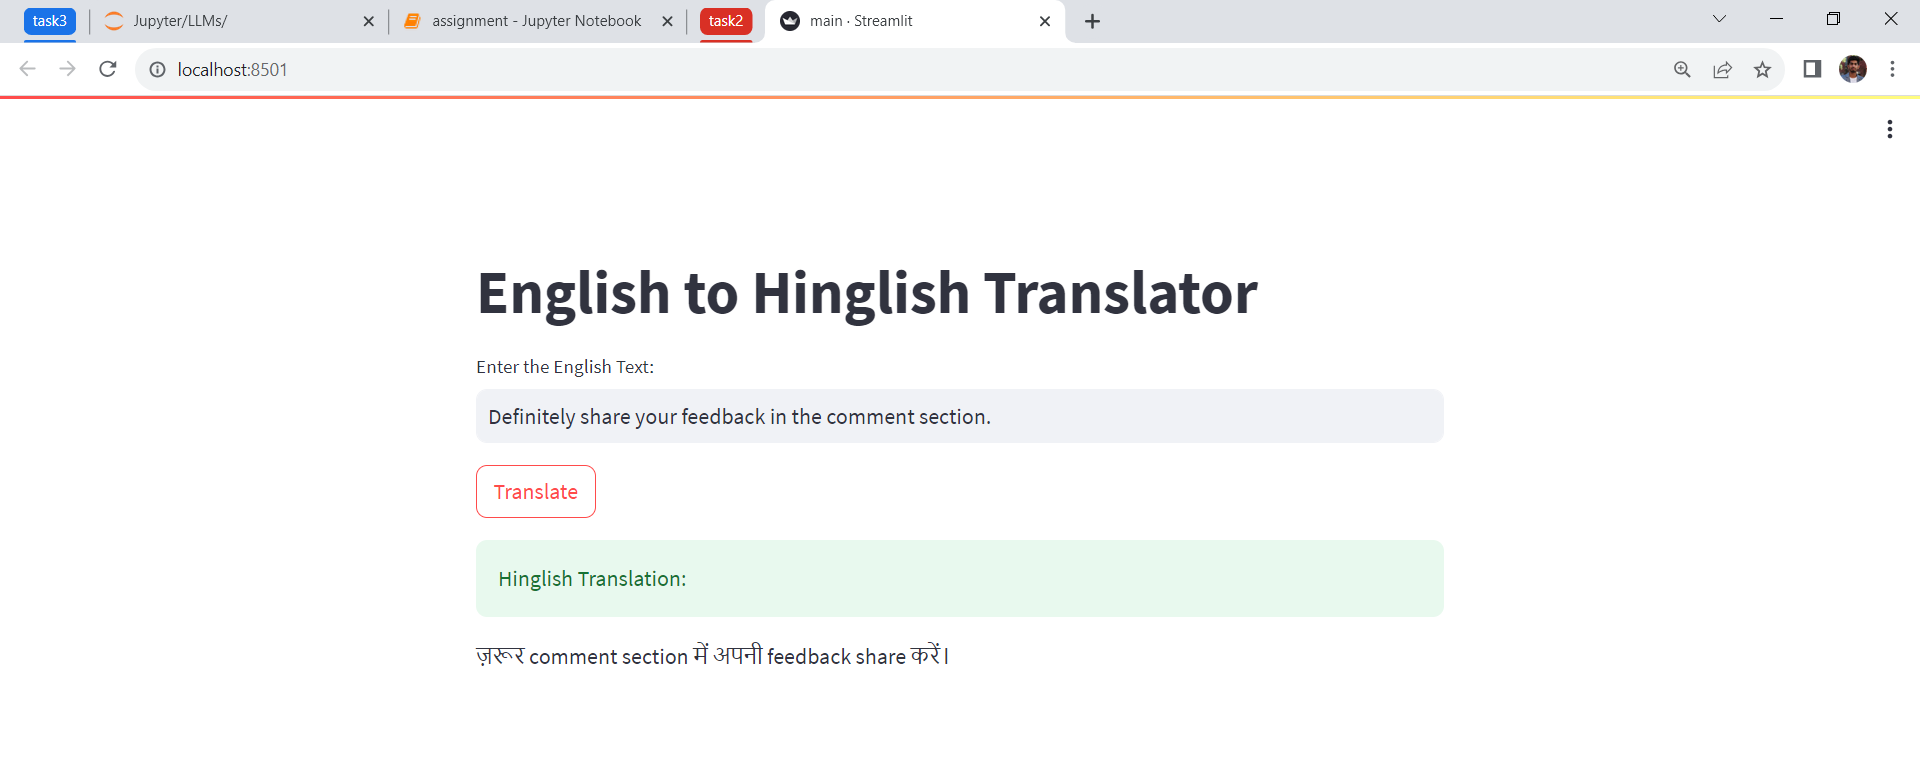 task3
Jupyter/LLMs/
assignment - Jupyter Notebook
task2
main · Streamlit
localhost:8501
English to Hinglish Translator
Enter the English Text:
Definitely share your feedback in the comment section.
Translate
Hinglish Translation:
ज़रूर comment section में अपनी feedback share करें।